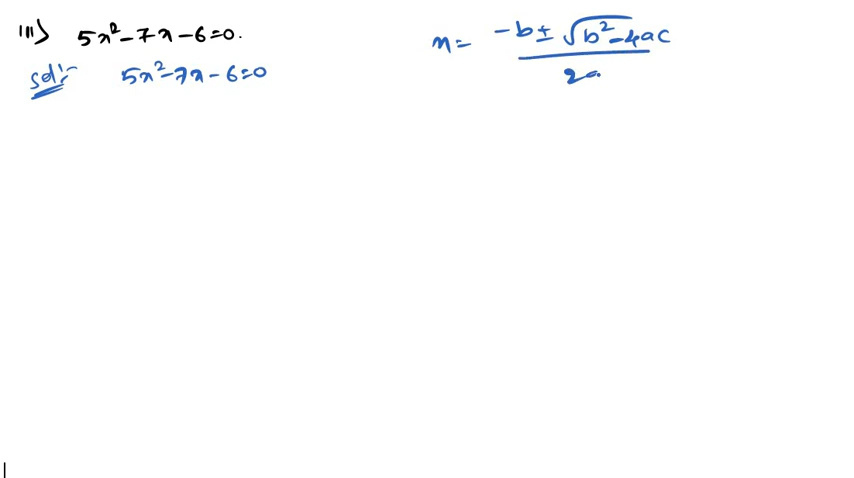 III) 5x²-7x-6=0.
Sol:- 5x²-7x-6=0
x= -b±√b²-4ac
2a